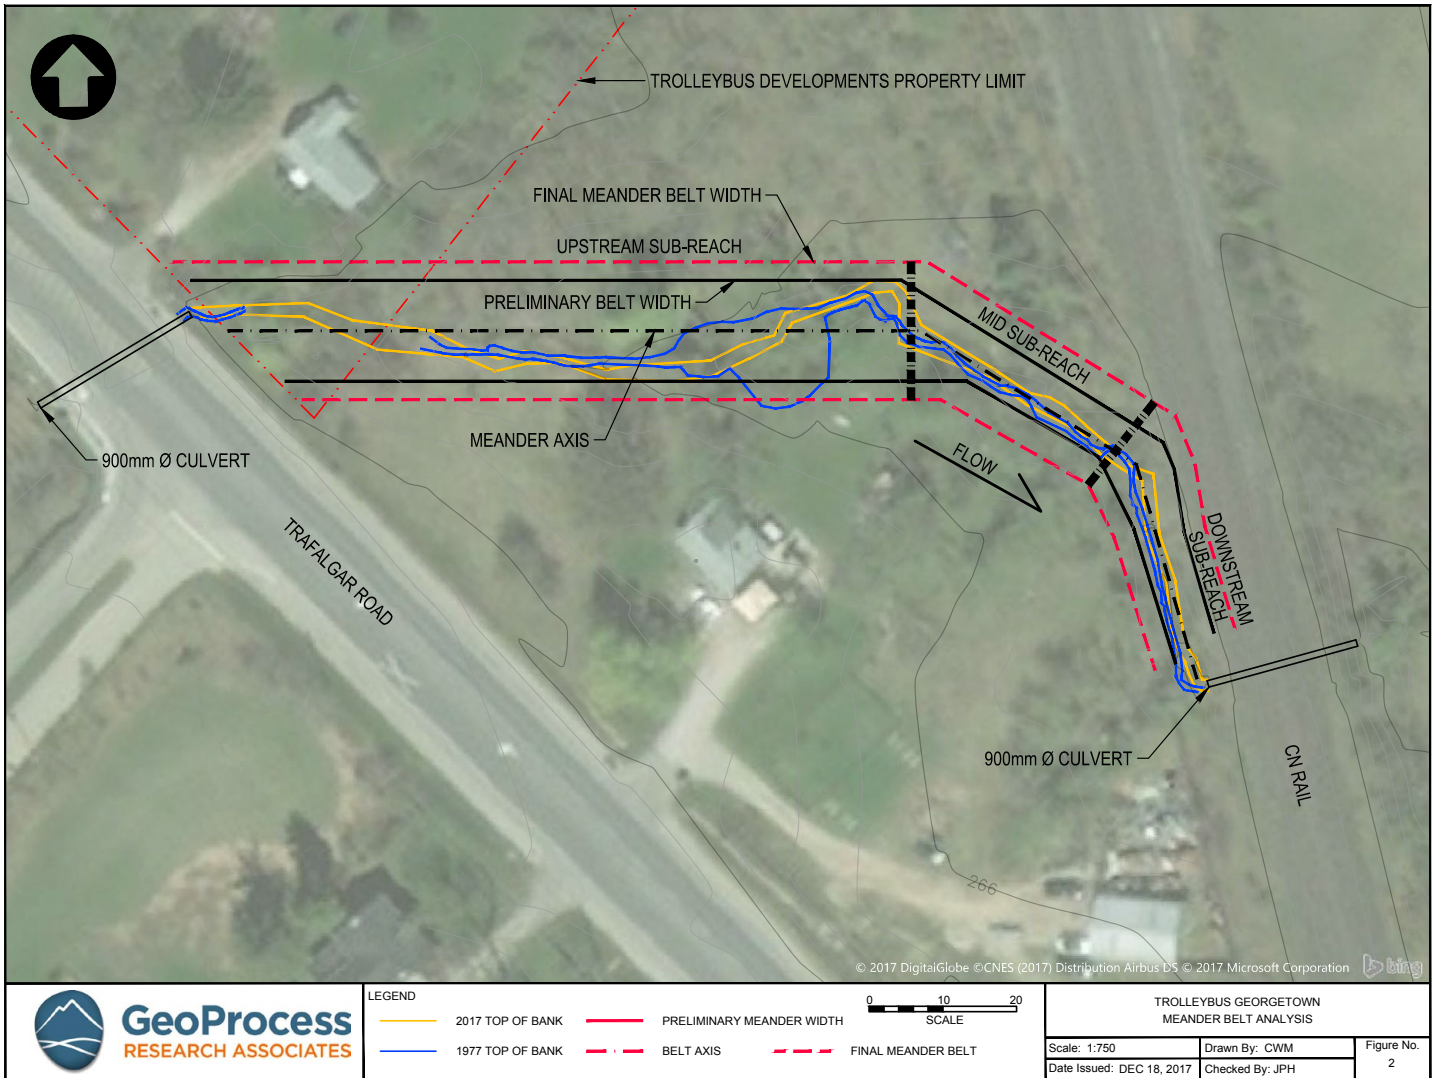 TROLLEYBUS DEVELOPMENTS PROPERTY LIMIT
FINAL MEANDER BELT WIDTH
UPSTREAM SUB-REACH
PRELIMINARY BELT WIDTH
MID SUB-REACH
MEANDER AXIS
FLOW
900mm Ø CULVERT
DOWNSTREAM
SUB-REACH
TRAFALGAR ROAD
900mm Ø CULVERT
CN RAIL
266
© 2017 DigitalGlobe ©CNES (2017) Distribution Airbus DS © 2017 Microsoft Corporation
bing
GeoProcess
RESEARCH ASSOCIATES
LEGEND
2017 TOP OF BANK
PRELIMINARY MEANDER WIDTH
1977 TOP OF BANK
BELT AXIS
FINAL MEANDER BELT
0 10 20
SCALE
TROLLEYBUS GEORGETOWN
MEANDER BELT ANALYSIS
Scale: 1:750
Drawn By: CWM
Figure No.
2
Date Issued: DEC 18, 2017
Checked By: JPH